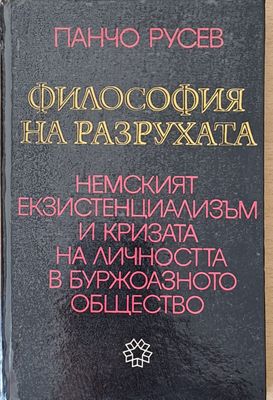 ПАНЧО РУСЕВ
ФИЛОСОФИЯ
НА РАЗРУХАТА
НЕМСКИЯТ
ЕКЗИСТЕНЦИАЛИЗЪМ
И КРИЗАТА
НА ЛИЧНОСТТА
В БУРЖОАЗНОТО
ОБЩЕСТВО